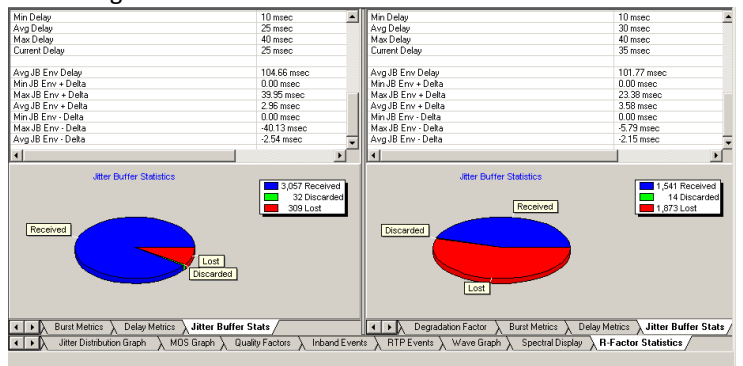 Min Delay 10 msec
Avg Delay 25 msec
Max Delay 40 msec
Current Delay 25 msec
Avg JB Env Delay 104.66 msec
Min JB Env + Delta 0.00 msec
Max JB Env + Delta 39.95 msec
Avg JB Env + Delta 2.96 msec
Min JB Env - Delta 0.00 msec
Max JB Env - Delta -40.13 msec
Avg JB Env - Delta -2.54 msec
Jitter Buffer Statistics
3,057 Received
32 Discarded
309 Lost
Received
Lost
Discarded
Burst Metrics Delay Metrics Jitter Buffer Stats
Min Delay 10 msec
Avg Delay 30 msec
Max Delay 40 msec
Current Delay 35 msec
Avg JB Env Delay 101.77 msec
Min JB Env + Delta 0.00 msec
Max JB Env + Delta 23.38 msec
Avg JB Env + Delta 3.58 msec
Min JB Env - Delta 0.00 msec
Max JB Env - Delta -5.79 msec
Avg JB Env - Delta -2.15 msec
Jitter Buffer Statistics
1,541 Received
14 Discarded
1,873 Lost
Received
Discarded
Lost
Degradation Factor Burst Metrics Delay Metrics Jitter Buffer Stats
Jitter Distribution Graph MOS Graph Quality Factors Inband Events RTP Events Wave Graph Spectral Display R-Factor Statistics